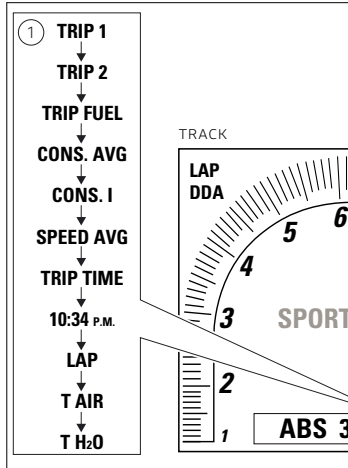 1
TRIP 1
TRIP 2
TRIP FUEL
CONS. AVG
CONS. I
SPEED AVG
TRIP TIME
10:34 P.M.
LAP
T AIR
T H2O
TRACK
LAP
DDA
6
5
4
3
SPORT
2
1
ABS 3